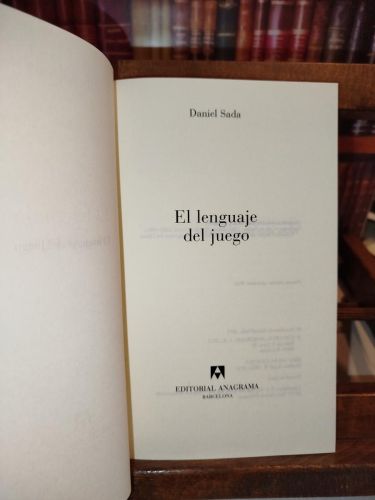 Daniel Sada
El lenguaje
del juego
EDITORIAL ANAGRAMA
BARCELONA